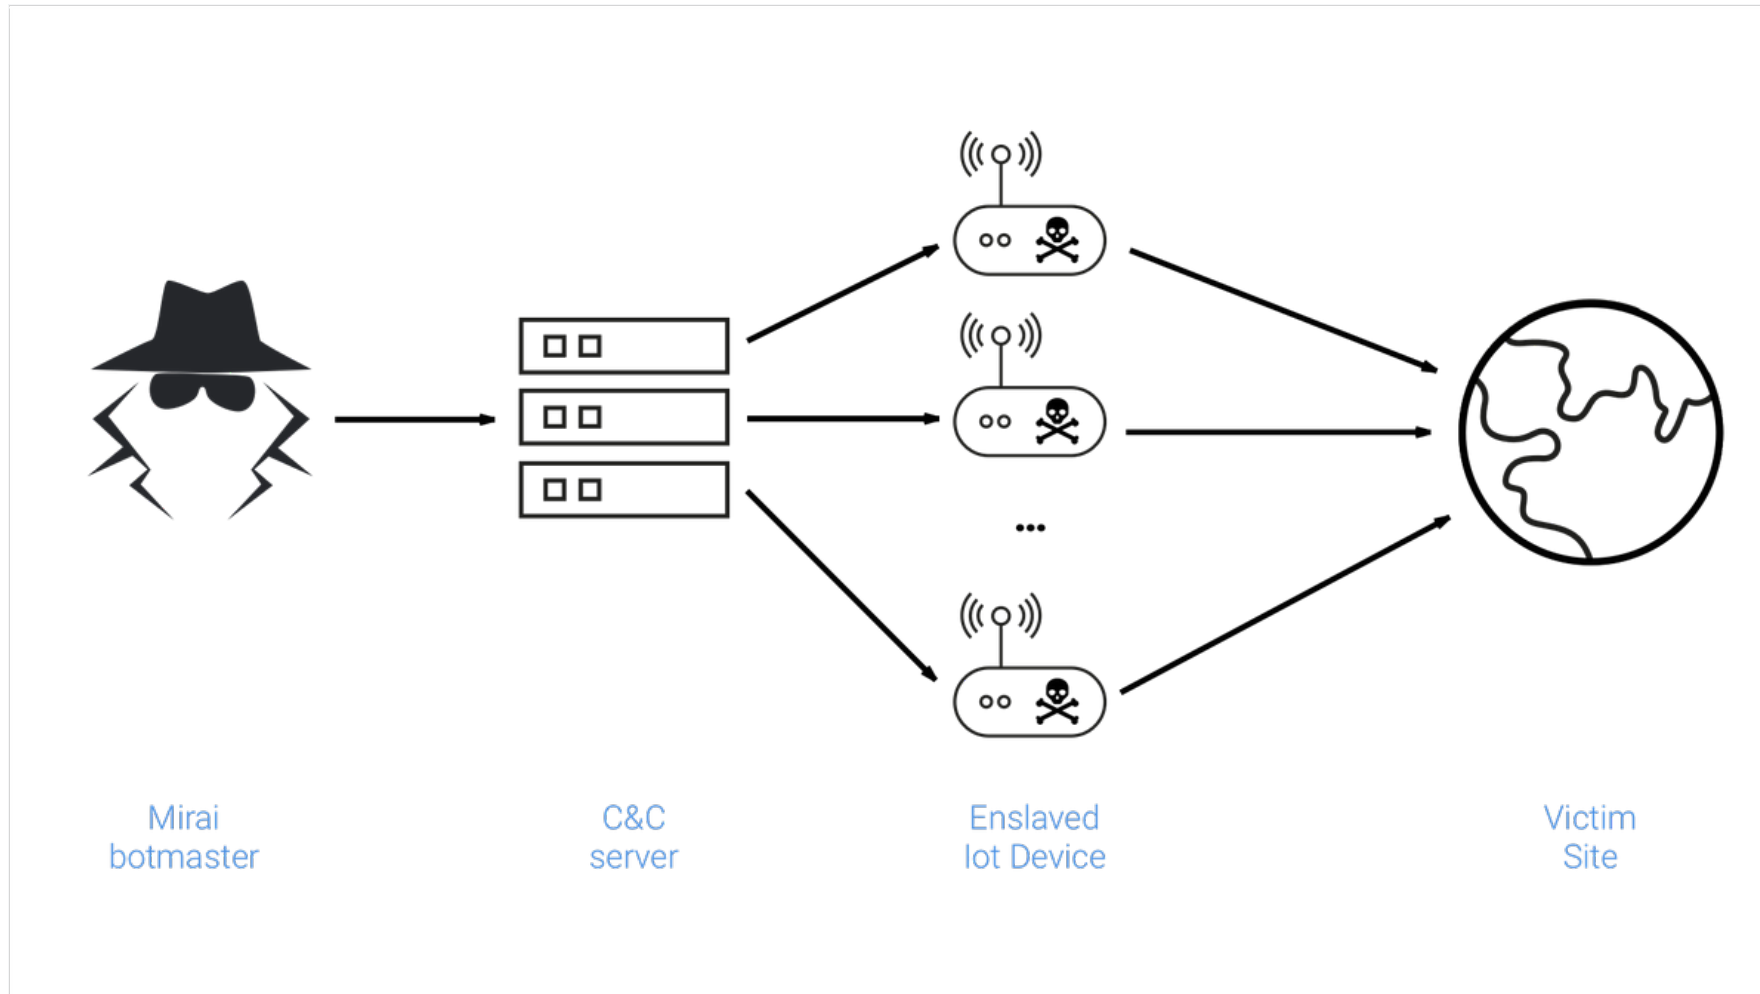 ...
Mirai
botmaster
C&C
server
Enslaved
Iot Device
Victim
Site